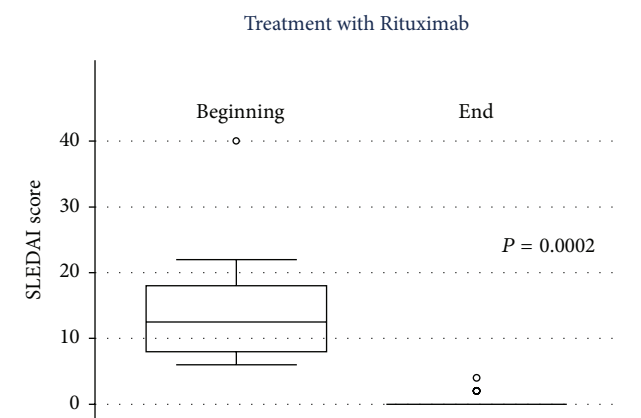 Treatment with Rituximab
Beginning End
40
30
P = 0.0002
20
10
0
SLEDAI score